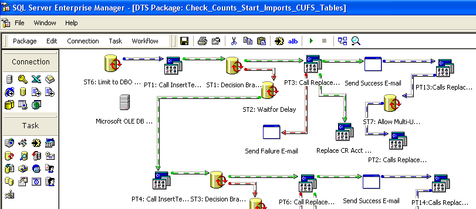 SQL Server Enterprise Manager - [DTS Package: Check_Counts_Start_Imports_CUFS_Tables]
File Window Help
Package Edit Connection Task Workflow
Connection
Task
ST6: Limit to DBO ...
PT1: Call InsertTe...
ST1: Decision Bra...
PT3: Call Replace...
Send Success E-mail
PT13:Calls Replac...
Microsoft OLE DB ...
ST2: Waitfor Delay
ST7: Allow Multi-U...
Send Failure E-mail
Replace CR Acct ...
PT2: Calls Replace...
PT4: Call InsertTe...
ST3: Decision Bra...
PT6: Call Replace...
Send Success E-mail
PT14:Calls Replac...